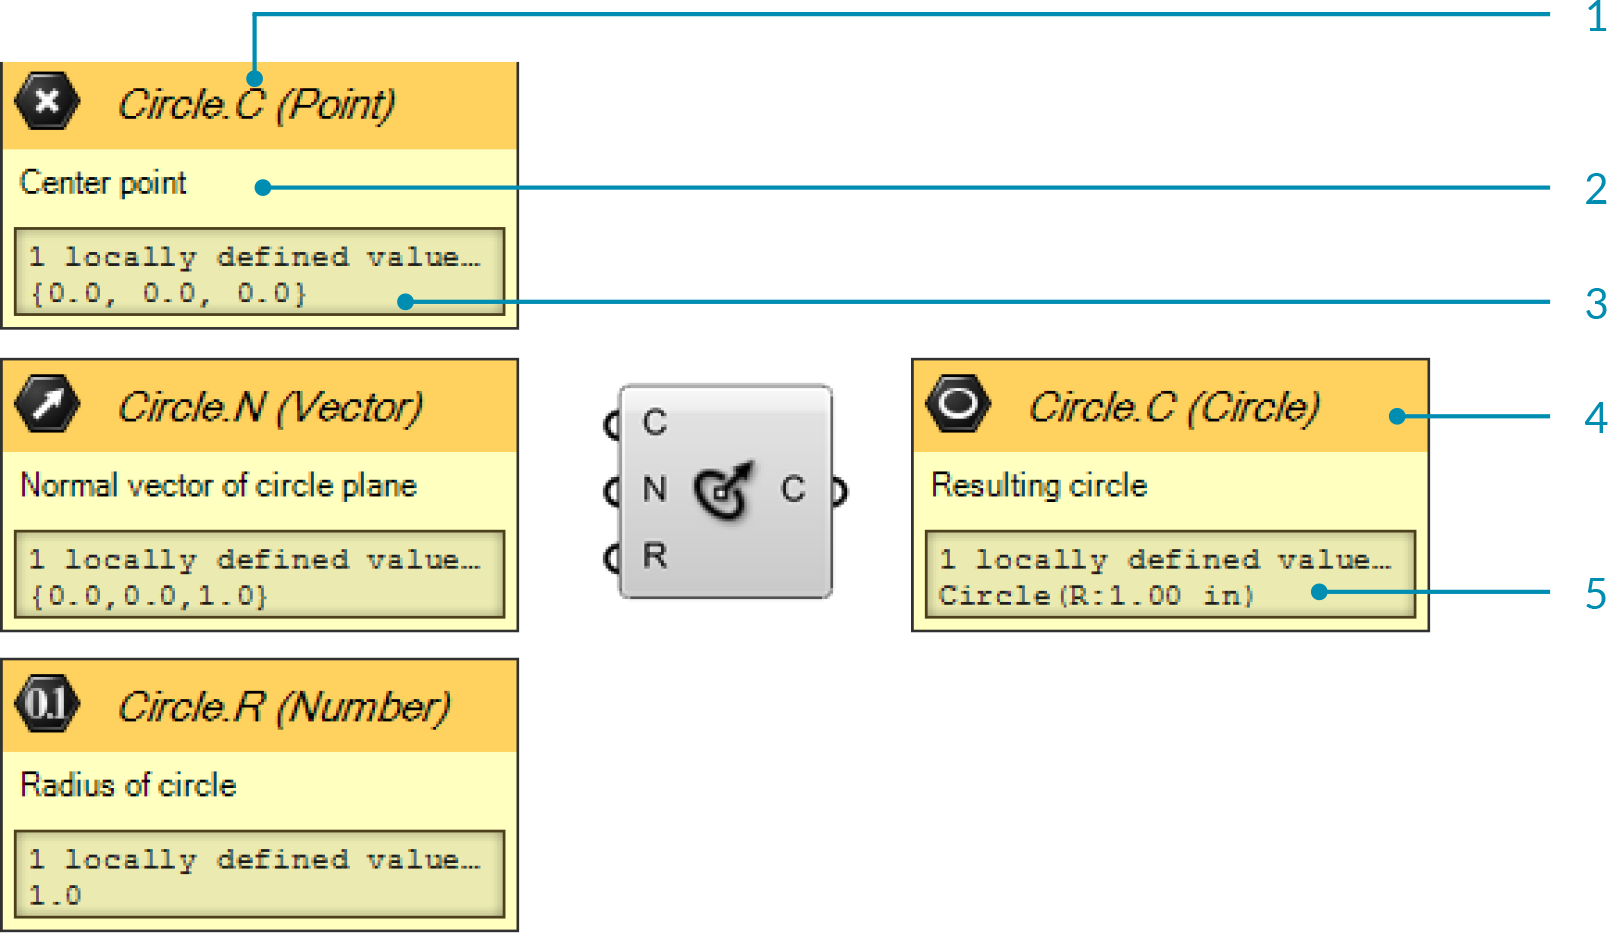 1
Circle.C (Point)
Center point
2
1 locally defined value…
{0.0, 0.0, 0.0}
3
Circle.N (Vector)
Normal vector of circle plane
1 locally defined value…
{0.0,0.0,1.0}
C
N
R
C
Circle.C (Circle)
4
Resulting circle
1 locally defined value…
Circle(R:1.00 in)
5
0.1
Circle.R (Number)
Radius of circle
1 locally defined value…
1.0